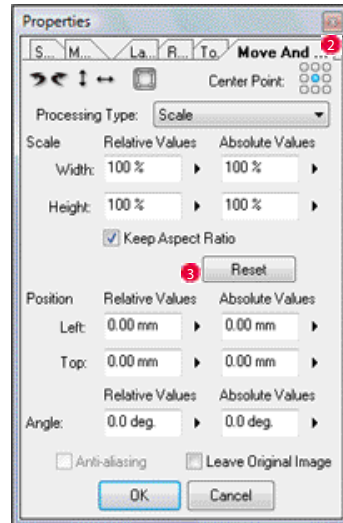 Properties
S... M... La... R... To. Move And ...
2
Center Point:
Processing Type: Scale
Scale Relative Values Absolute Values
Width: 100 % 100 %
Height: 100 % 100 %
Keep Aspect Ratio
3 Reset
Position Relative Values Absolute Values
Left: 0.00 mm 0.00 mm
Top: 0.00 mm 0.00 mm
Relative Values Absolute Values
Angle: 0.0 deg. 0.0 deg.
Anti-aliasing Leave Original Image
OK Cancel